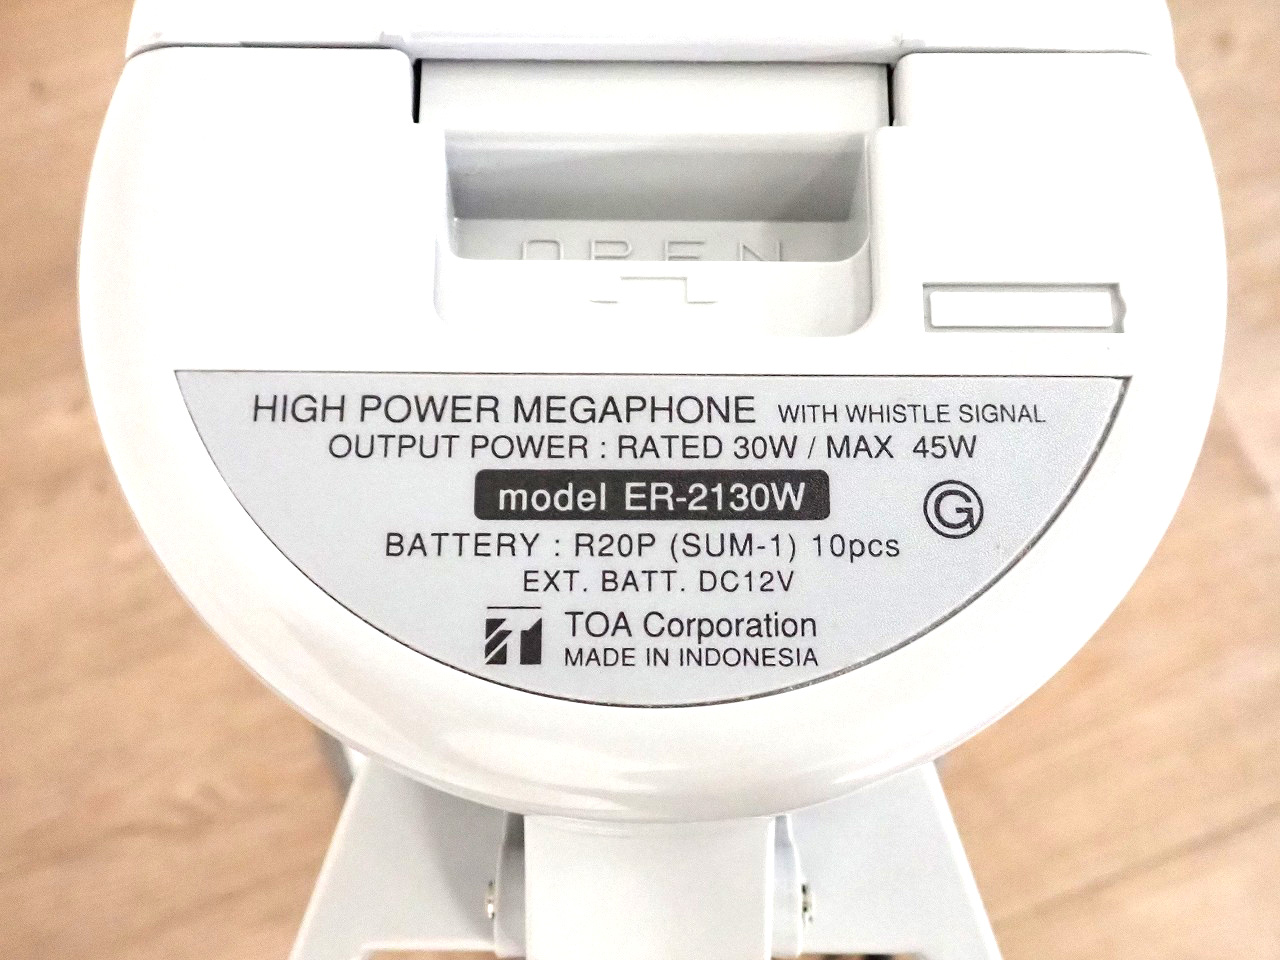 OPEN
HIGH POWER MEGAPHONE WITH WHISTLE SIGNAL
OUTPUT POWER : RATED 30W / MAX 45W
model ER-2130W
G
BATTERY : R20P (SUM-1) 10pcs
EXT. BATT. DC12V
TOA Corporation
MADE IN INDONESIA